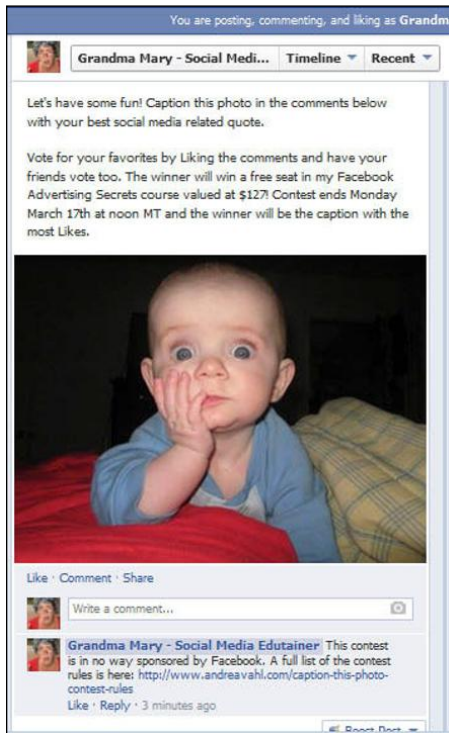 You are posting, commenting, and liking as Grandm
Grandma Mary - Social Medi... Timeline Recent
Let's have some fun! Caption this photo in the comments below
with your best social media related quote.
Vote for your favorites by Liking the comments and have your
friends vote too. The winner will win a free seat in my Facebook
Advertising Secrets course valued at $127! Contest ends Monday
March 17th at noon MT and the winner will be the caption with the
most Likes.
Like · Comment · Share
Write a comment...
Grandma Mary - Social Media Edutainer This contest
is in no way sponsored by Facebook. A full list of the contest
rules is here: http://www.andreavahl.com/caption-this-photo-
contest-rules
Like · Reply · 3 minutes ago
Boost Post